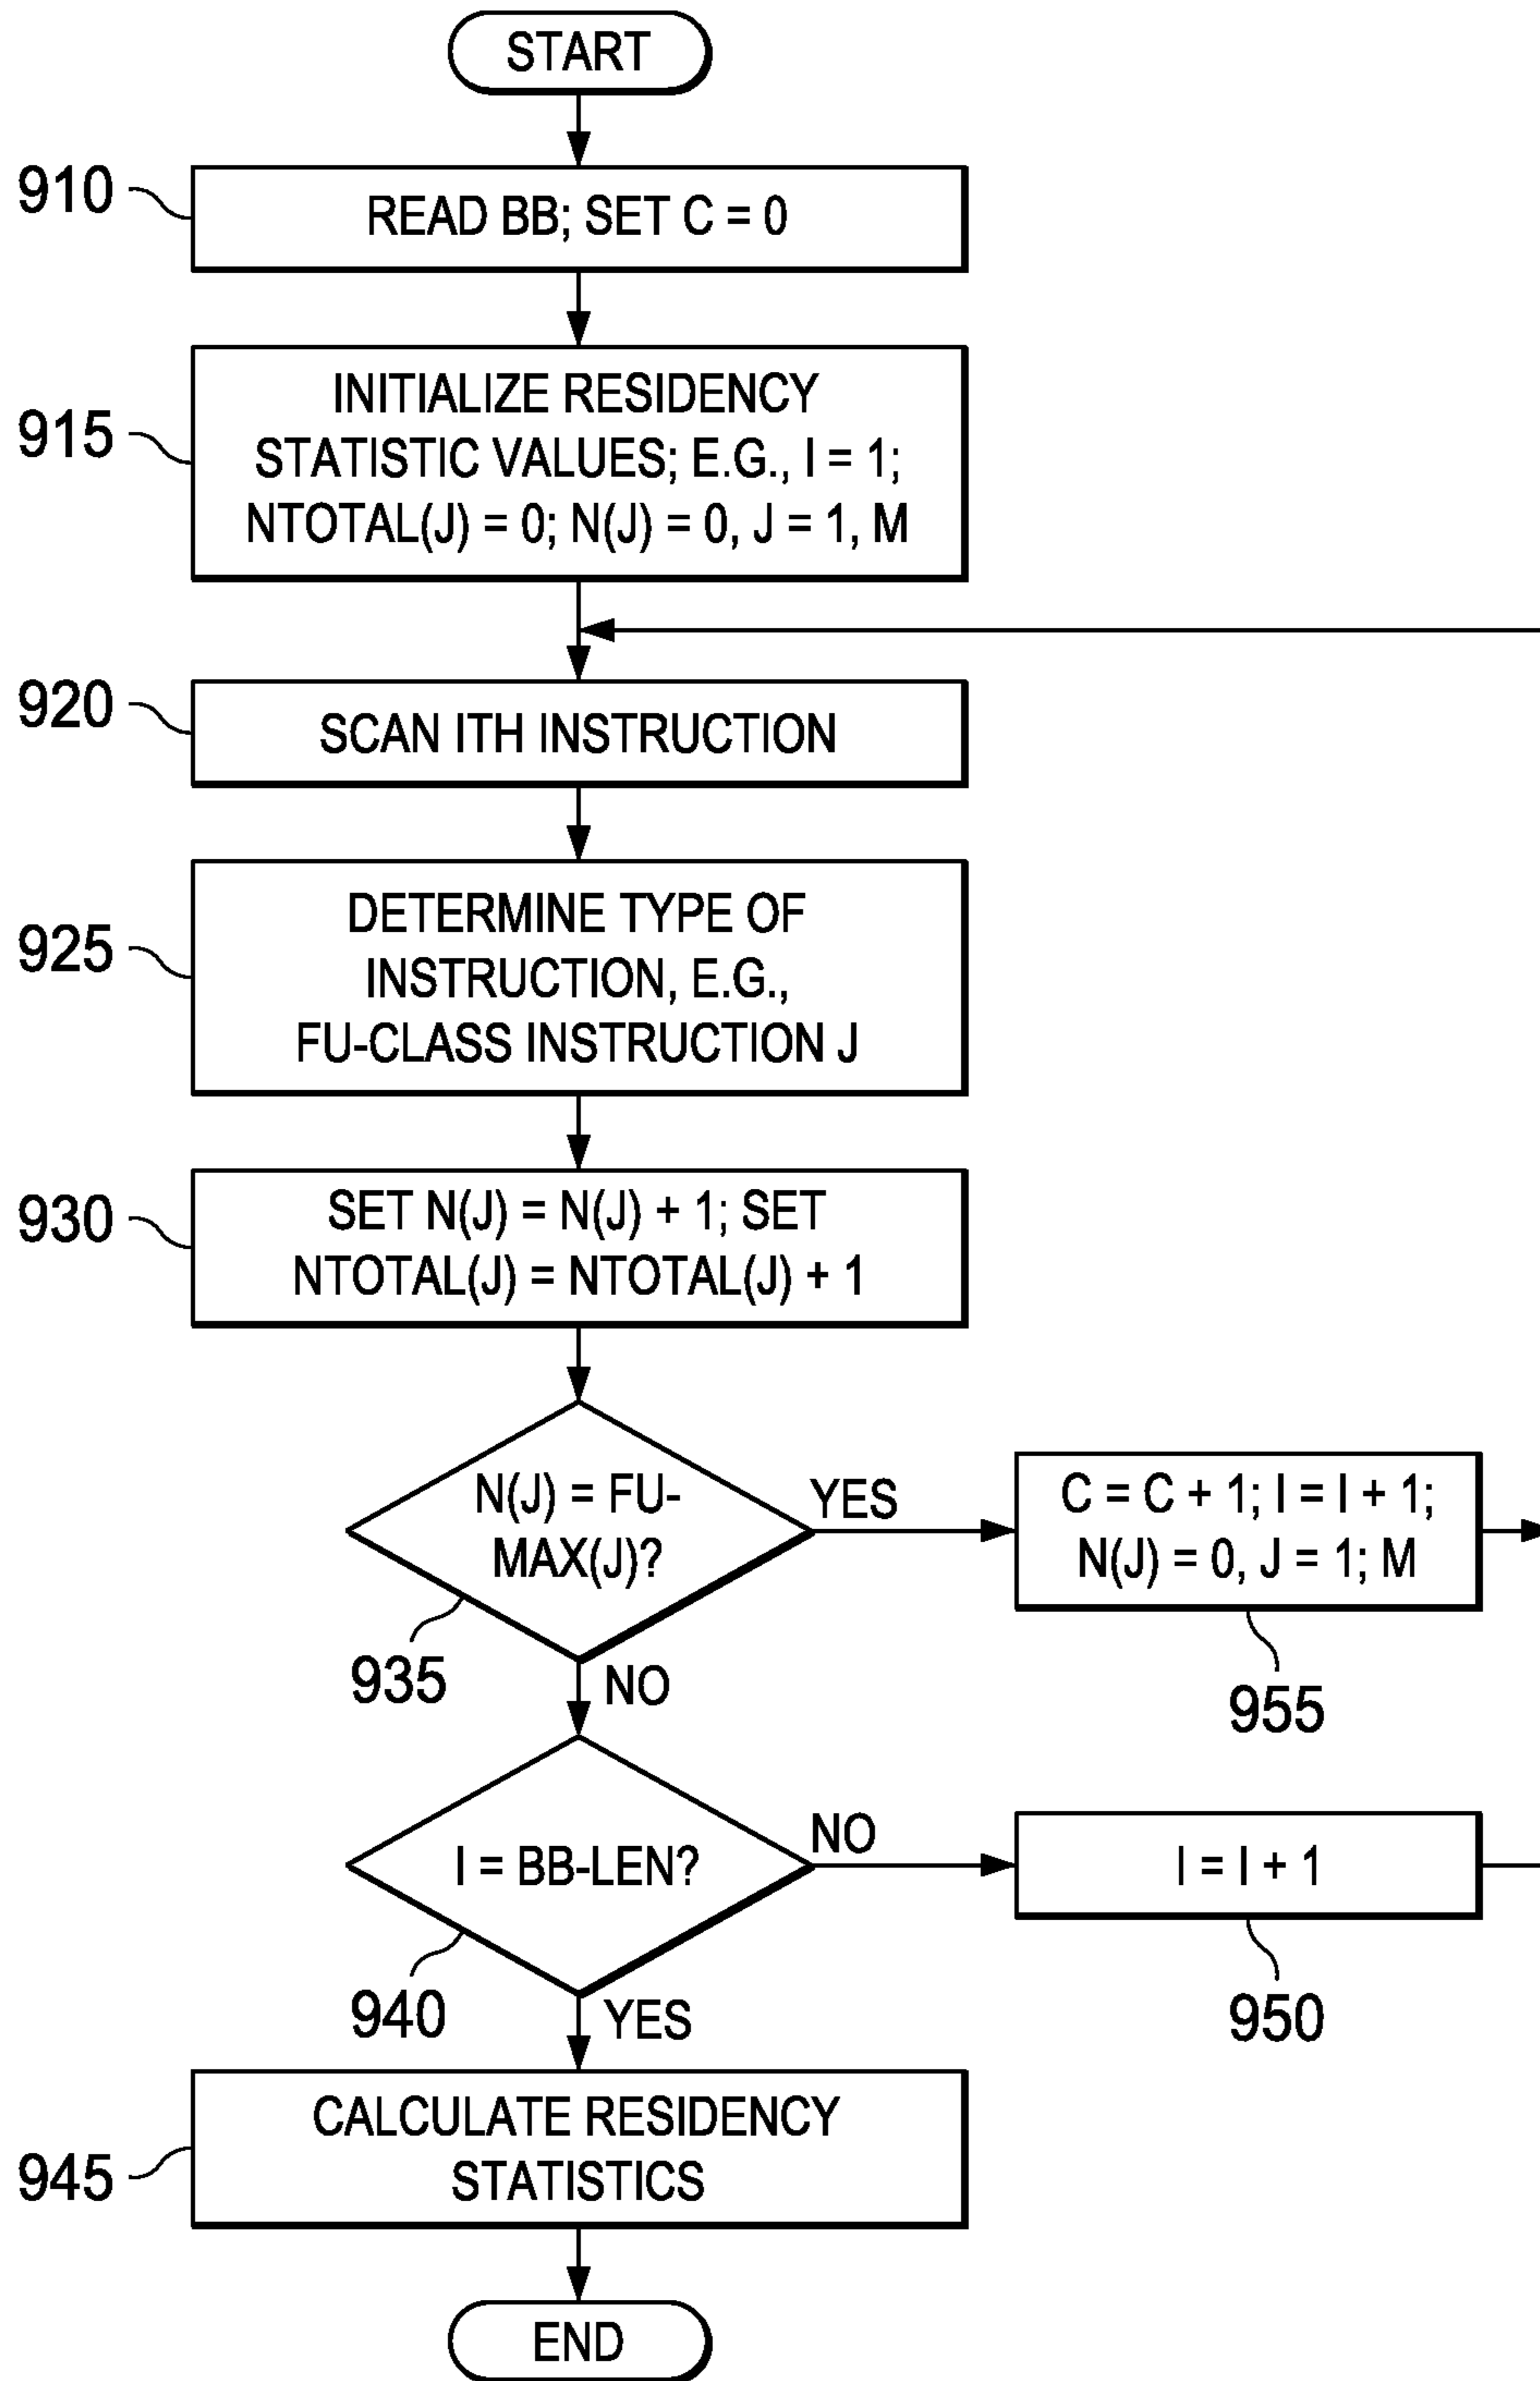 START
910
READ BB; SET C = 0
INITIALIZE RESIDENCY
915
STATISTIC VALUES; E.G., I = 1;
NTOTAL(J) = 0; N(J) = 0, J = 1, M
920
SCAN ITH INSTRUCTION
DETERMINE TYPE OF
925
INSTRUCTION, E.G.,
FU-CLASS INSTRUCTION J
930
SET N(J) = N(J) + 1; SET
NTOTAL(J) = NTOTAL(J) + 1
N(J) = FU-
MAX(J)?
YES
C = C + 1; I = I + 1;
N(J) = 0, J = 1; M
935
NO
955
I = BB-LEN?
NO
I = I + 1
940
YES
950
CALCULATE RESIDENCY
STATISTICS
945
END